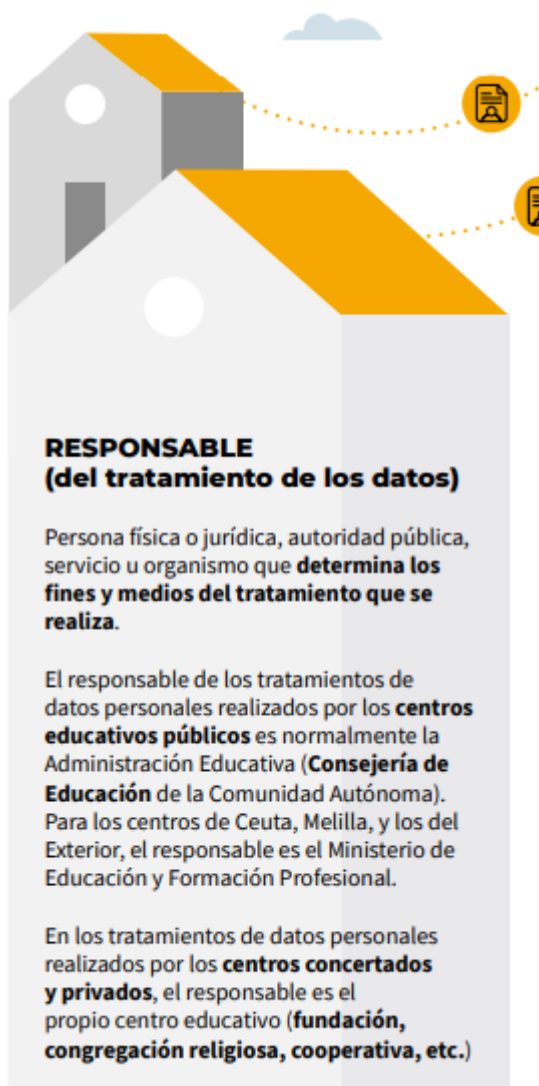 RESPONSABLE
(del tratamiento de los datos)
Persona física o jurídica, autoridad pública,
servicio u organismo que determina los
fines y medios del tratamiento que se
realiza.
El responsable de los tratamientos de
datos personales realizados por los centros
educativos públicos es normalmente la
Administración Educativa (Consejería de
Educación de la Comunidad Autónoma).
Para los centros de Ceuta, Melilla, y los del
Exterior, el responsable es el Ministerio de
Educación y Formación Profesional.
En los tratamientos de datos personales
realizados por los centros concertados
y privados, el responsable es el
propio centro educativo (fundación,
congregación religiosa, cooperativa, etc.)